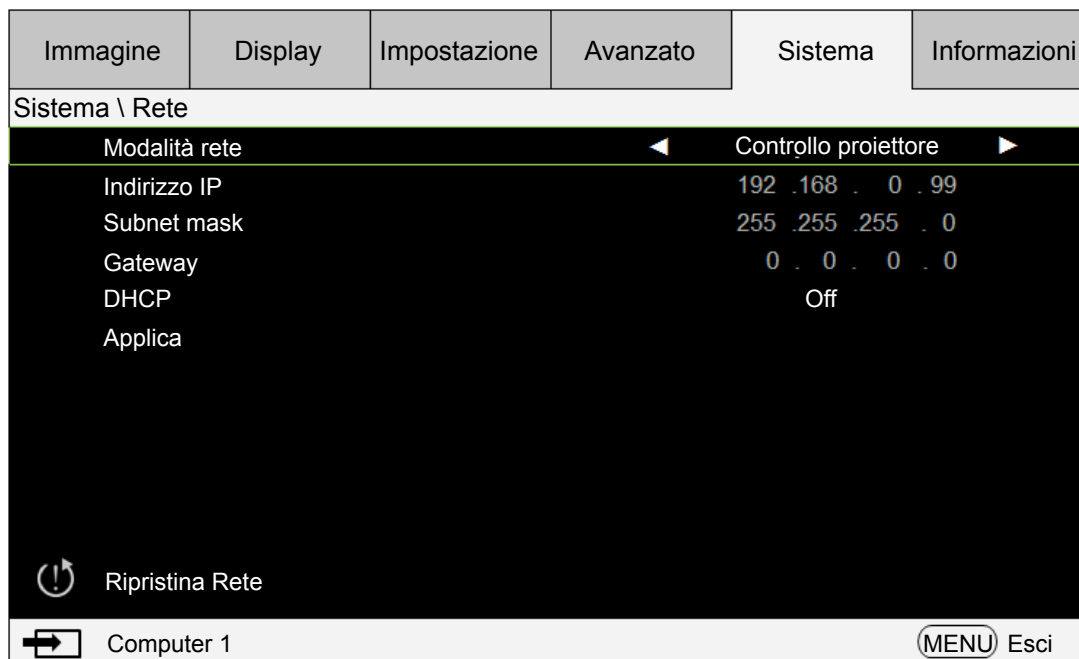 Immagine Display Impostazione Avanzato Sistema Informazioni
Sistema \ Rete
Modalità rete Controllo proiettore
Indirizzo IP 192 .168 . 0 . 99
Subnet mask 255 .255 .255 . 0
Gateway 0 . 0 . 0 . 0
DHCP Off
Applica
Ripristina Rete
Computer 1 MENU Esci